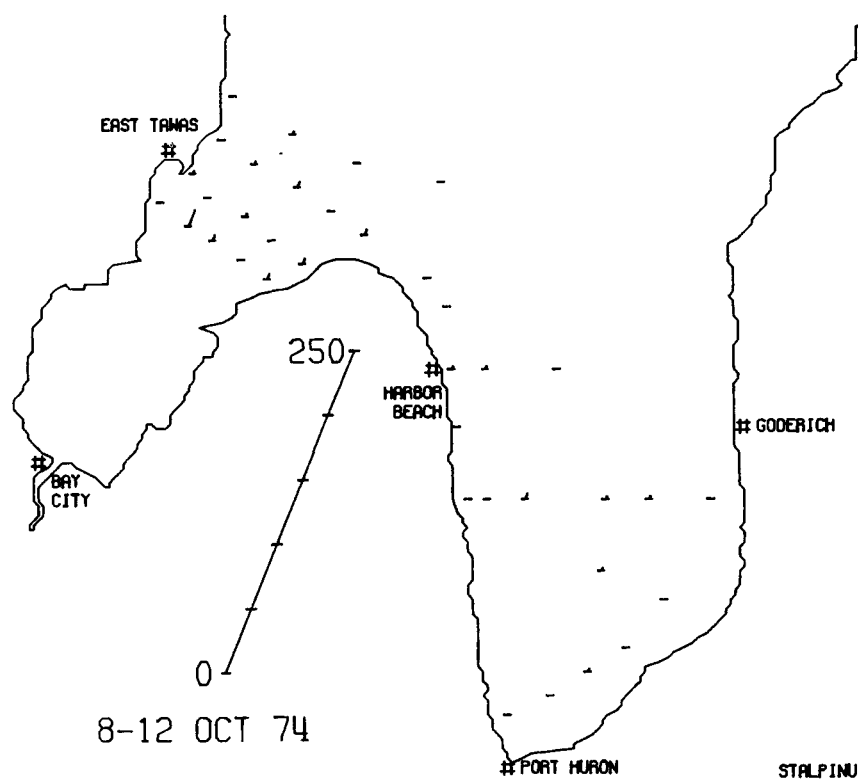 EAST TAWAS
250
HARBOR
BEACH
GODERICH
BAY
CITY
0
8-12 OCT 74
PORT HURON
STALPINU